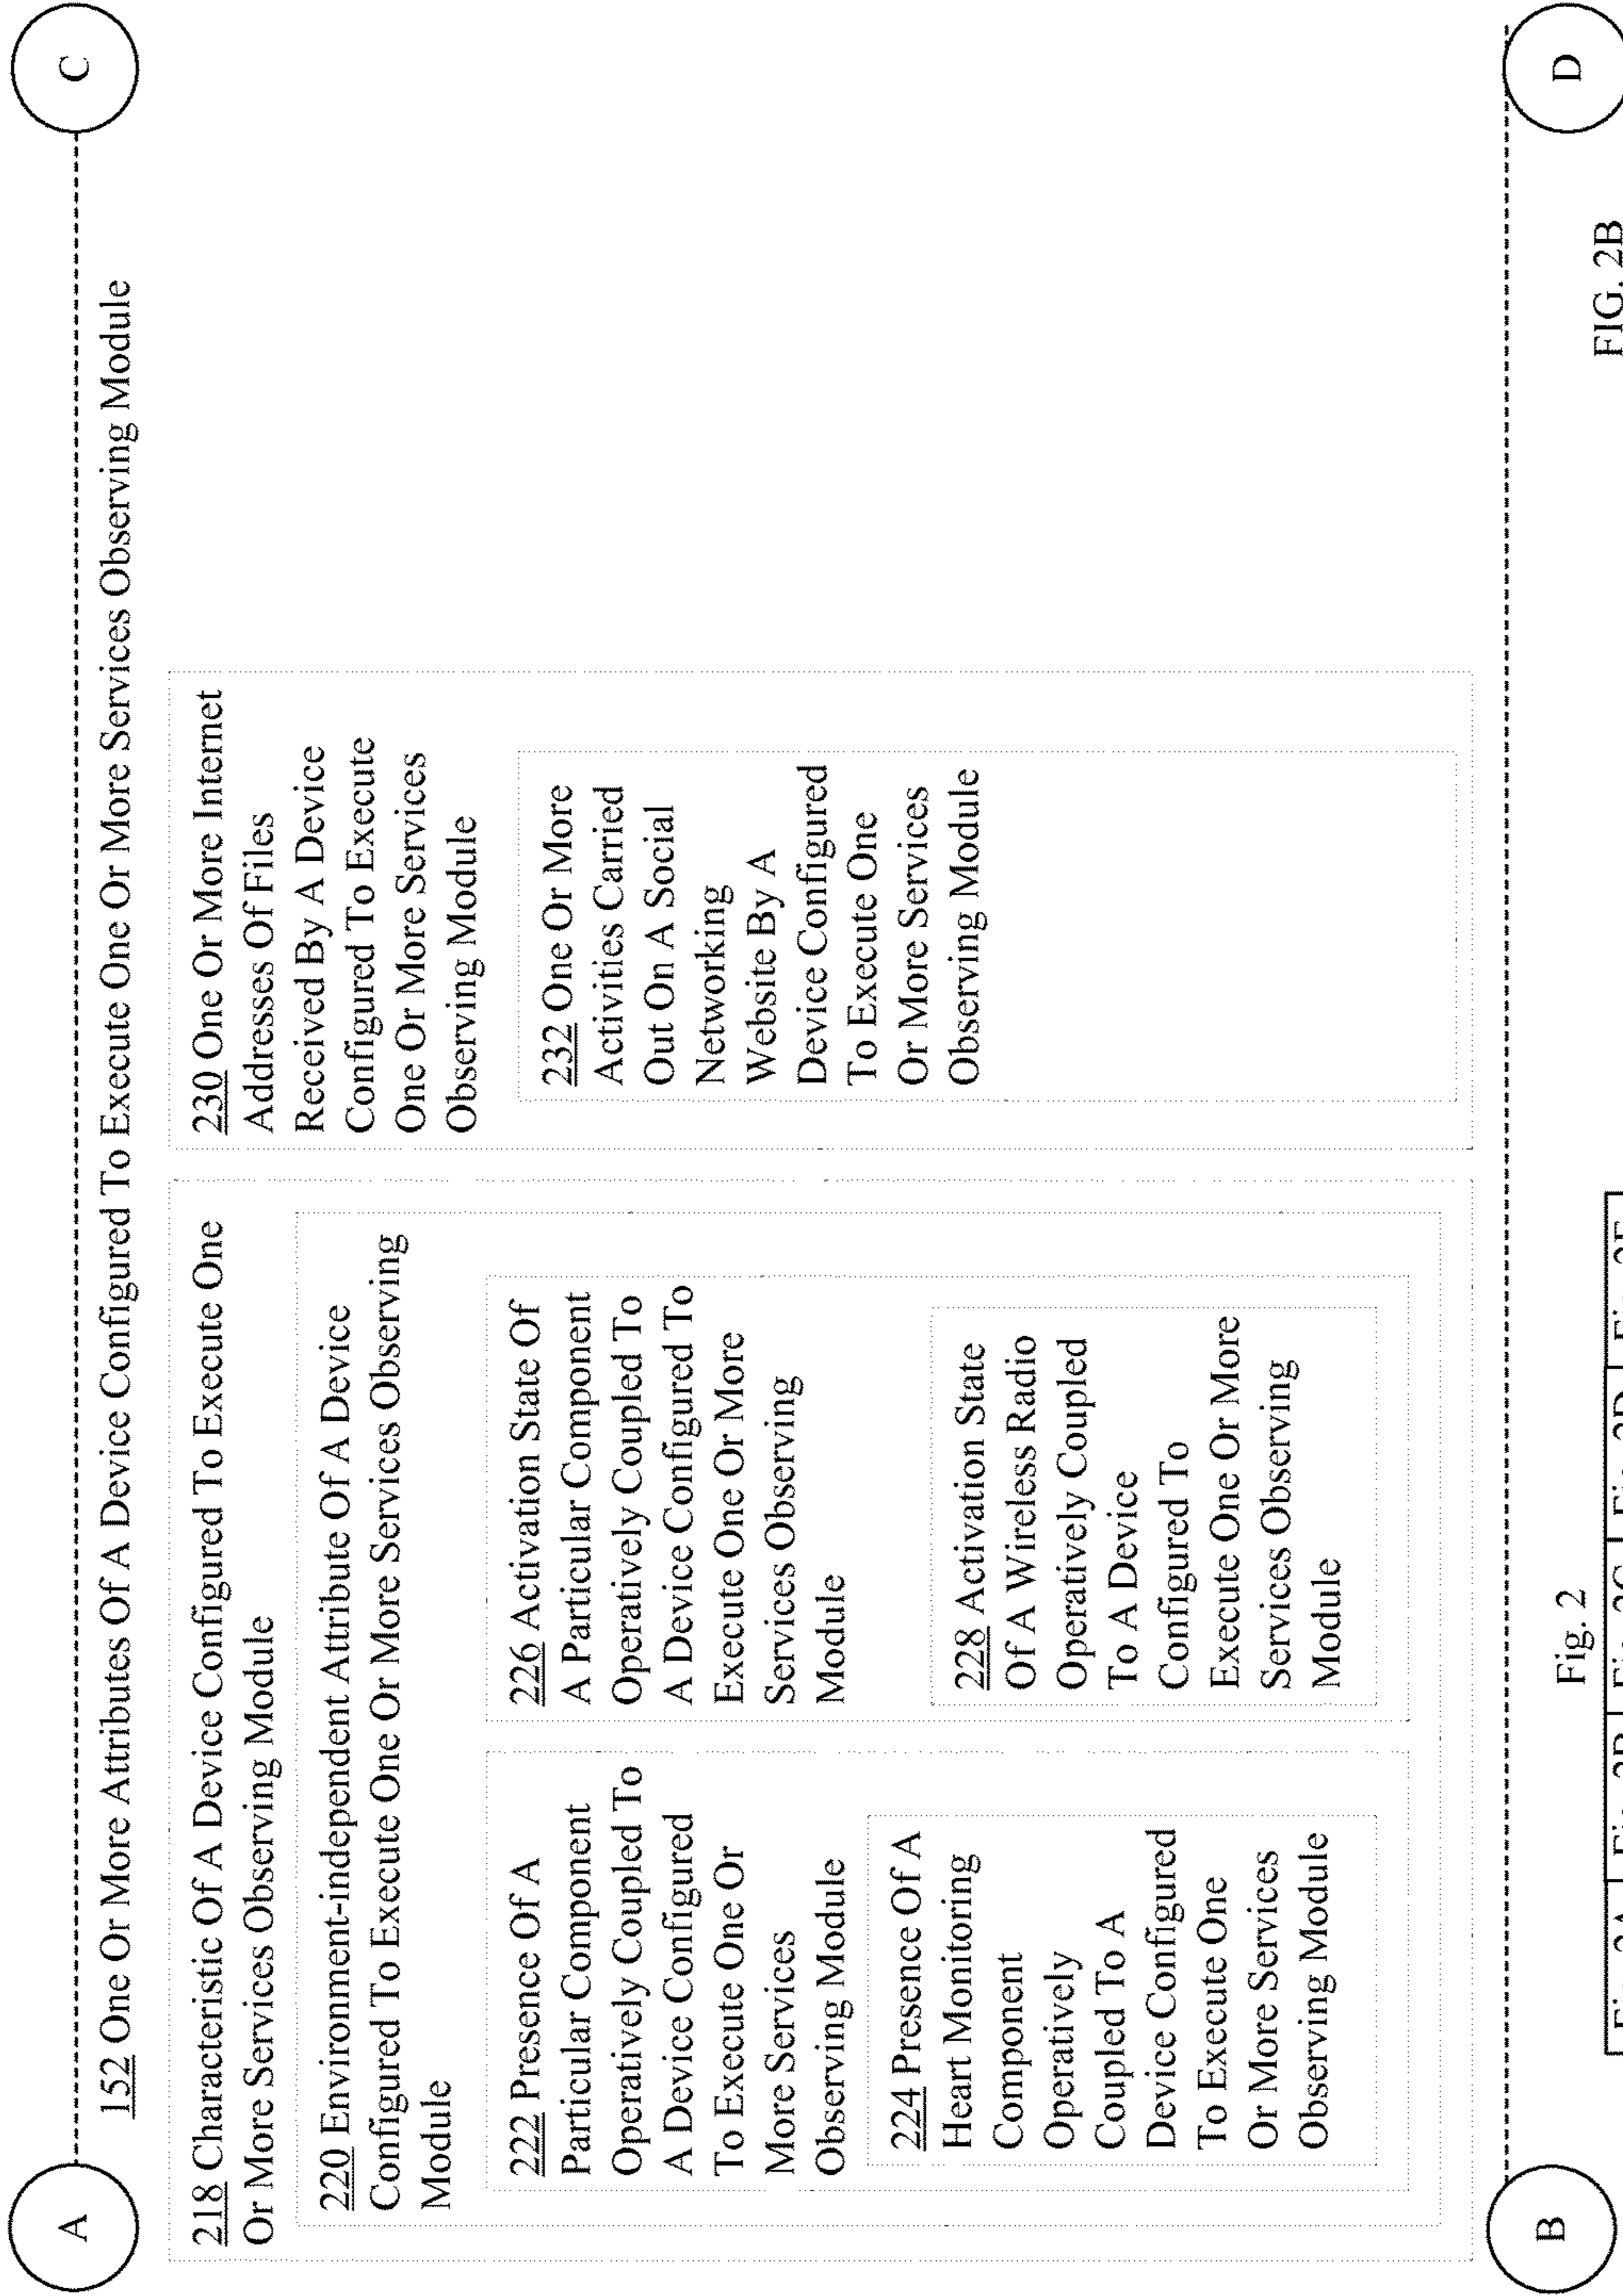 A
C
152 One Or More Attributes Of A Device Configured To Execute One Or More Services Observing Module
218 Characteristic Of A Device Configured To Execute One
Or More Services Observing Module
220 Environment-independent Attribute Of A Device
Configured To Execute One Or More Services Observing
Module
222 Presence Of A
Particular Component
Operatively Coupled To
A Device Configured
To Execute One Or
More Services
Observing Module
224 Presence Of A
Heart Monitoring
Component
Operatively
Coupled To A
Device Configured
To Execute One
Or More Services
Observing Module
226 Activation State Of
A Particular Component
Operatively Coupled To
A Device Configured To
Execute One Or More
Services Observing
Module
228 Activation State
Of A Wireless Radio
Operatively Coupled
To A Device
Configured To
Execute One Or More
Services Observing
Module
230 One Or More Internet
Addresses Of Files
Received By A Device
Configured To Execute
One Or More Services
Observing Module
232 One Or More
Activities Carried
Out On A Social
Networking
Website By A
Device Configured
To Execute One
Or More Services
Observing Module
B
D
Fig. 2
FIG. 2B